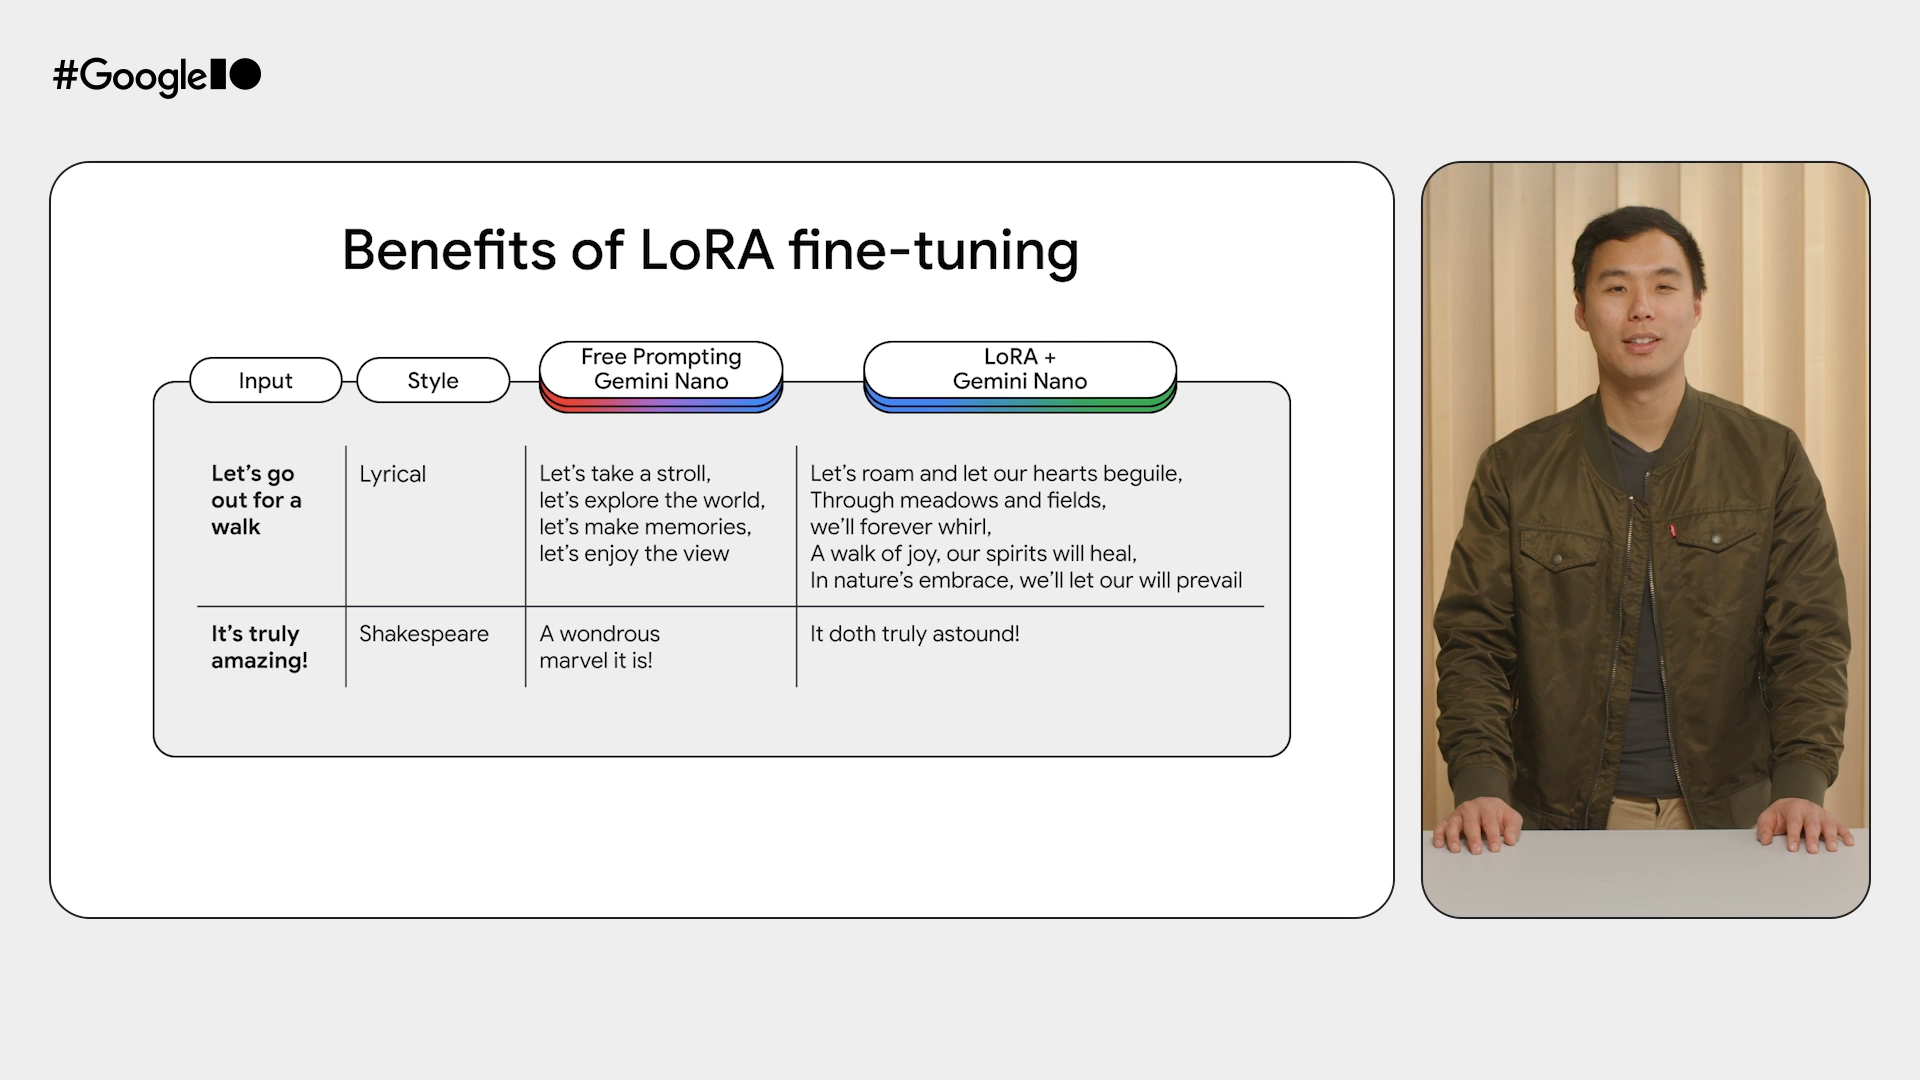 #GoogleIO
Benefits of LoRA fine-tuning
Input
Style
Free Prompting
Gemini Nano
LoRA +
Gemini Nano
Let’s go
out for a
walk
Lyrical
Let’s take a stroll,
let’s explore the world,
let’s make memories,
let’s enjoy the view
Let’s roam and let our hearts beguile,
Through meadows and fields,
we’ll forever whirl,
A walk of joy, our spirits will heal,
In nature’s embrace, we’ll let our will prevail
It’s truly
amazing!
Shakespeare
A wondrous
marvel it is!
It doth truly astound!